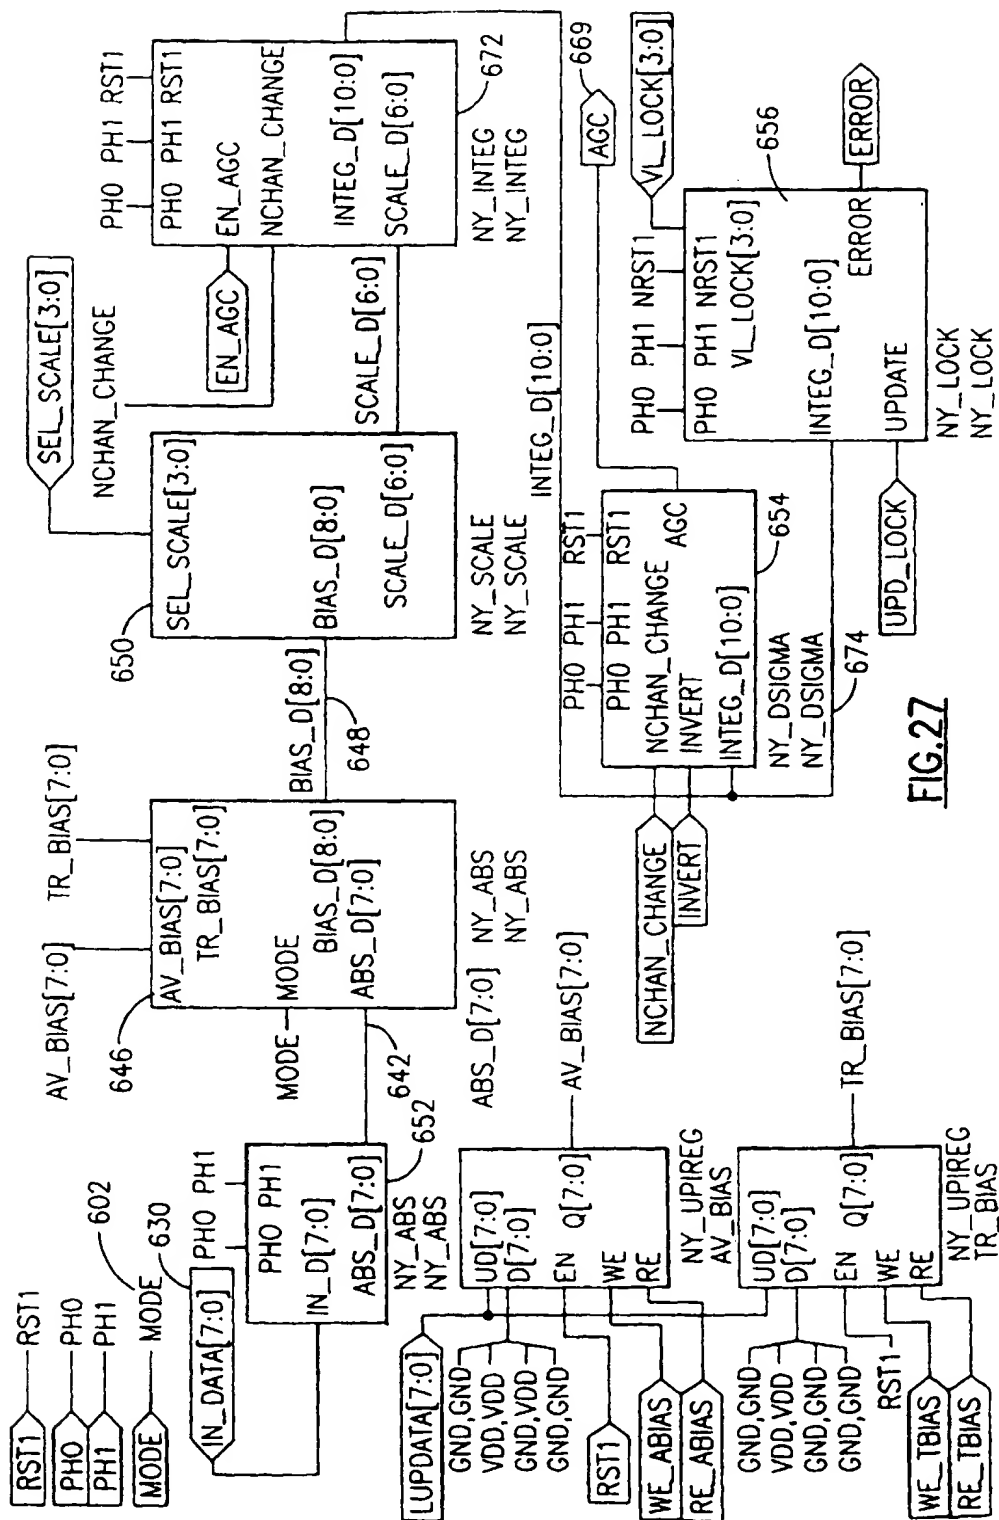 RST1 RST1
PH0 PH0
PH1 PH1
MODE MODE
602
IN_DATA[7:0]
630
PH0 PH1
PH0 PH1
IN_D[7:0]
ABS_D[7:0]
652
NY_ABS
NY_ABS
642
AV_BIAS[7:0]
TR_BIAS[7:0]
646
AV_BIAS[7:0]
TR_BIAS[7:0]
MODE
MODE
BIAS_D[8:0]
ABS_D[7:0]
ABS_D[7:0]
NY_ABS
NY_ABS
BIAS_D[8:0]
648
650
SEL_SCALE[3:0]
SEL_SCALE[3:0]
BIAS_D[8:0]
SCALE_D[6:0]
NY_SCALE
NY_SCALE
NCHAN_CHANGE
EN_AGC
SCALE_D[6:0]
PH0 PH1 RST1
PH0 PH1 RST1
EN_AGC
NCHAN_CHANGE
INTEG_D[10:0]
SCALE_D[6:0]
672
NY_INTEG
NY_INTEG
LUPDATA[7:0]
GND,GND
VDD,VDD
GND,VDD
GND,GND
RST1
WE_ABIAS
RE_ABIAS
UD[7:0]
D[7:0]
EN
Q[7:0]
WE
RE
AV_BIAS[7:0]
NY_UPIREG
AV_BIAS
GND,GND
VDD,VDD
GND,GND
GND,GND
RST1
WE_TBIAS
RE_TBIAS
UD[7:0]
D[7:0]
EN
Q[7:0]
WE
RE
TR_BIAS[7:0]
NY_UPIREG
TR_BIAS
INTEG_D[10:0]
NCHAN_CHANGE
INVERT
PH0 PH1 RST1
PH0 PH1 RST1
NCHAN_CHANGE
AGC
INVERT
INTEG_D[10:0]
654
NY_DSIGMA
NY_DSIGMA
674
AGC
669
VL_LOCK[3:0]
PH0 PH1 NRST1
PH0 PH1 NRST1
VL_LOCK[3:0]
656
INTEG_D[10:0]
ERROR
ERROR
UPDATE
UPD_LOCK
NY_LOCK
NY_LOCK
FIG.27